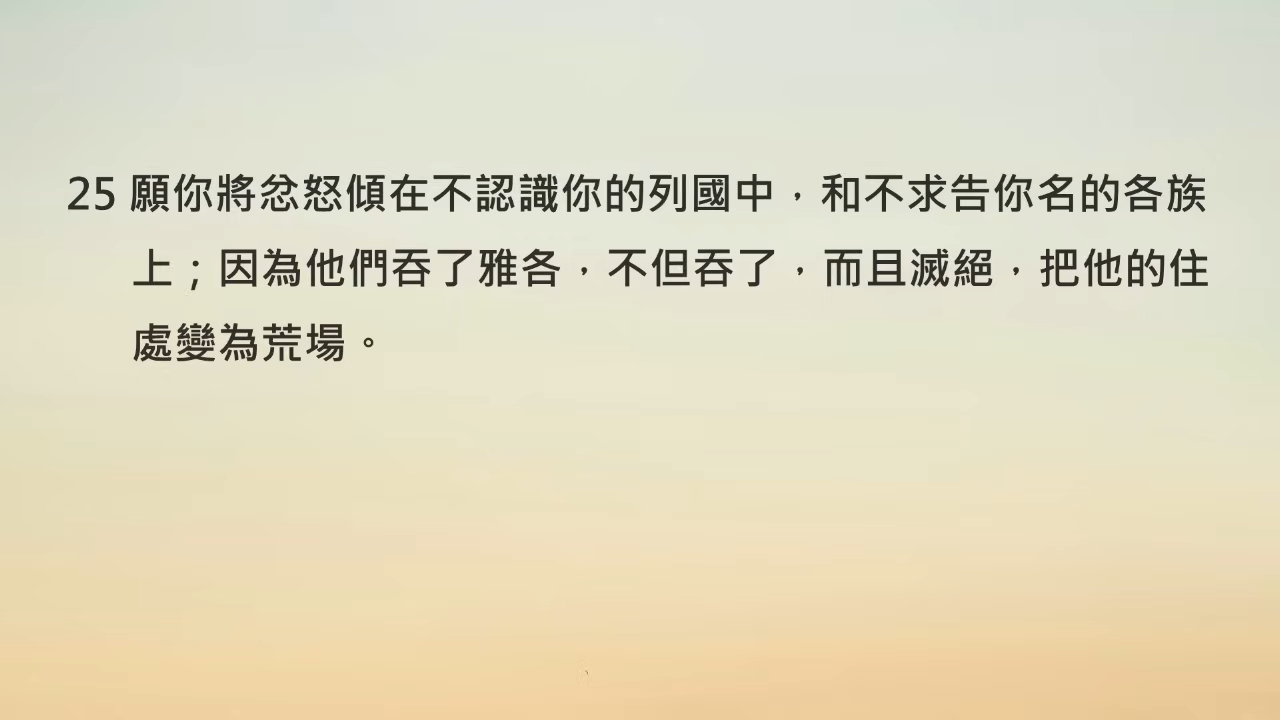 25 願你將忿怒傾在不認識你的列國中，和不求告你名的各族
上；因為他們吞了雅各，不但吞了，而且滅絕，把他的住
處變為荒場。